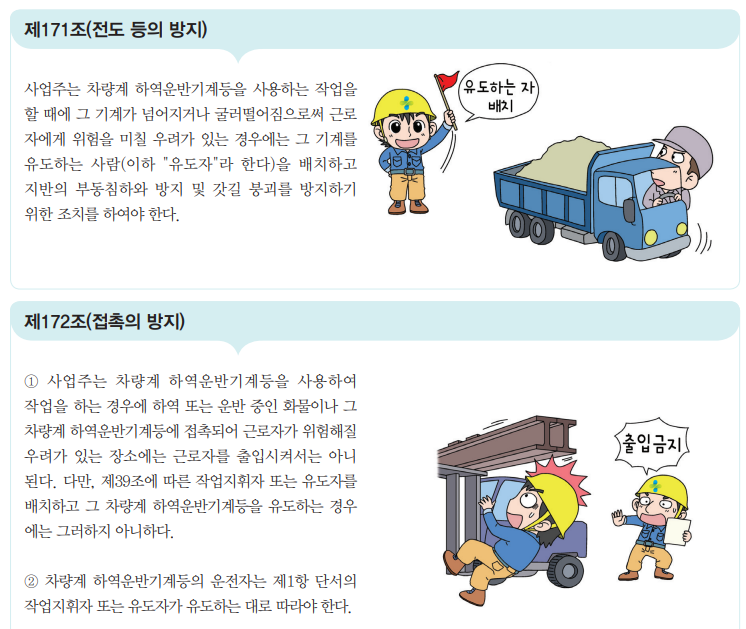 제171조(전도 등의 방지)
사업주는 차량계 하역운반기계등을 사용하는 작업을
할 때에 그 기계가 넘어지거나 굴러떨어짐으로써 근로
자에게 위험을 미칠 우려가 있는 경우에는 그 기계를
유도하는 사람(이하 "유도자"라 한다)을 배치하고
지반의 부동침하와 방지 및 갓길 붕괴를 방지하기
위한 조치를 하여야 한다.
유도하는 자
배치
제172조(접촉의 방지)
① 사업주는 차량계 하역운반기계등을 사용하여
작업을 하는 경우에 하역 또는 운반 중인 화물이나 그
차량계 하역운반기계등에 접촉되어 근로자가 위험해질
우려가 있는 장소에는 근로자를 출입시켜서는 아니
된다. 다만, 제39조에 따른 작업지휘자 또는 유도자를
배치하고 그 차량계 하역운반기계등을 유도하는 경우
에는 그러하지 아니하다.
② 차량계 하역운반기계등의 운전자는 제1항 단서의
작업지휘자 또는 유도자가 유도하는 대로 따라야 한다.
출입금지